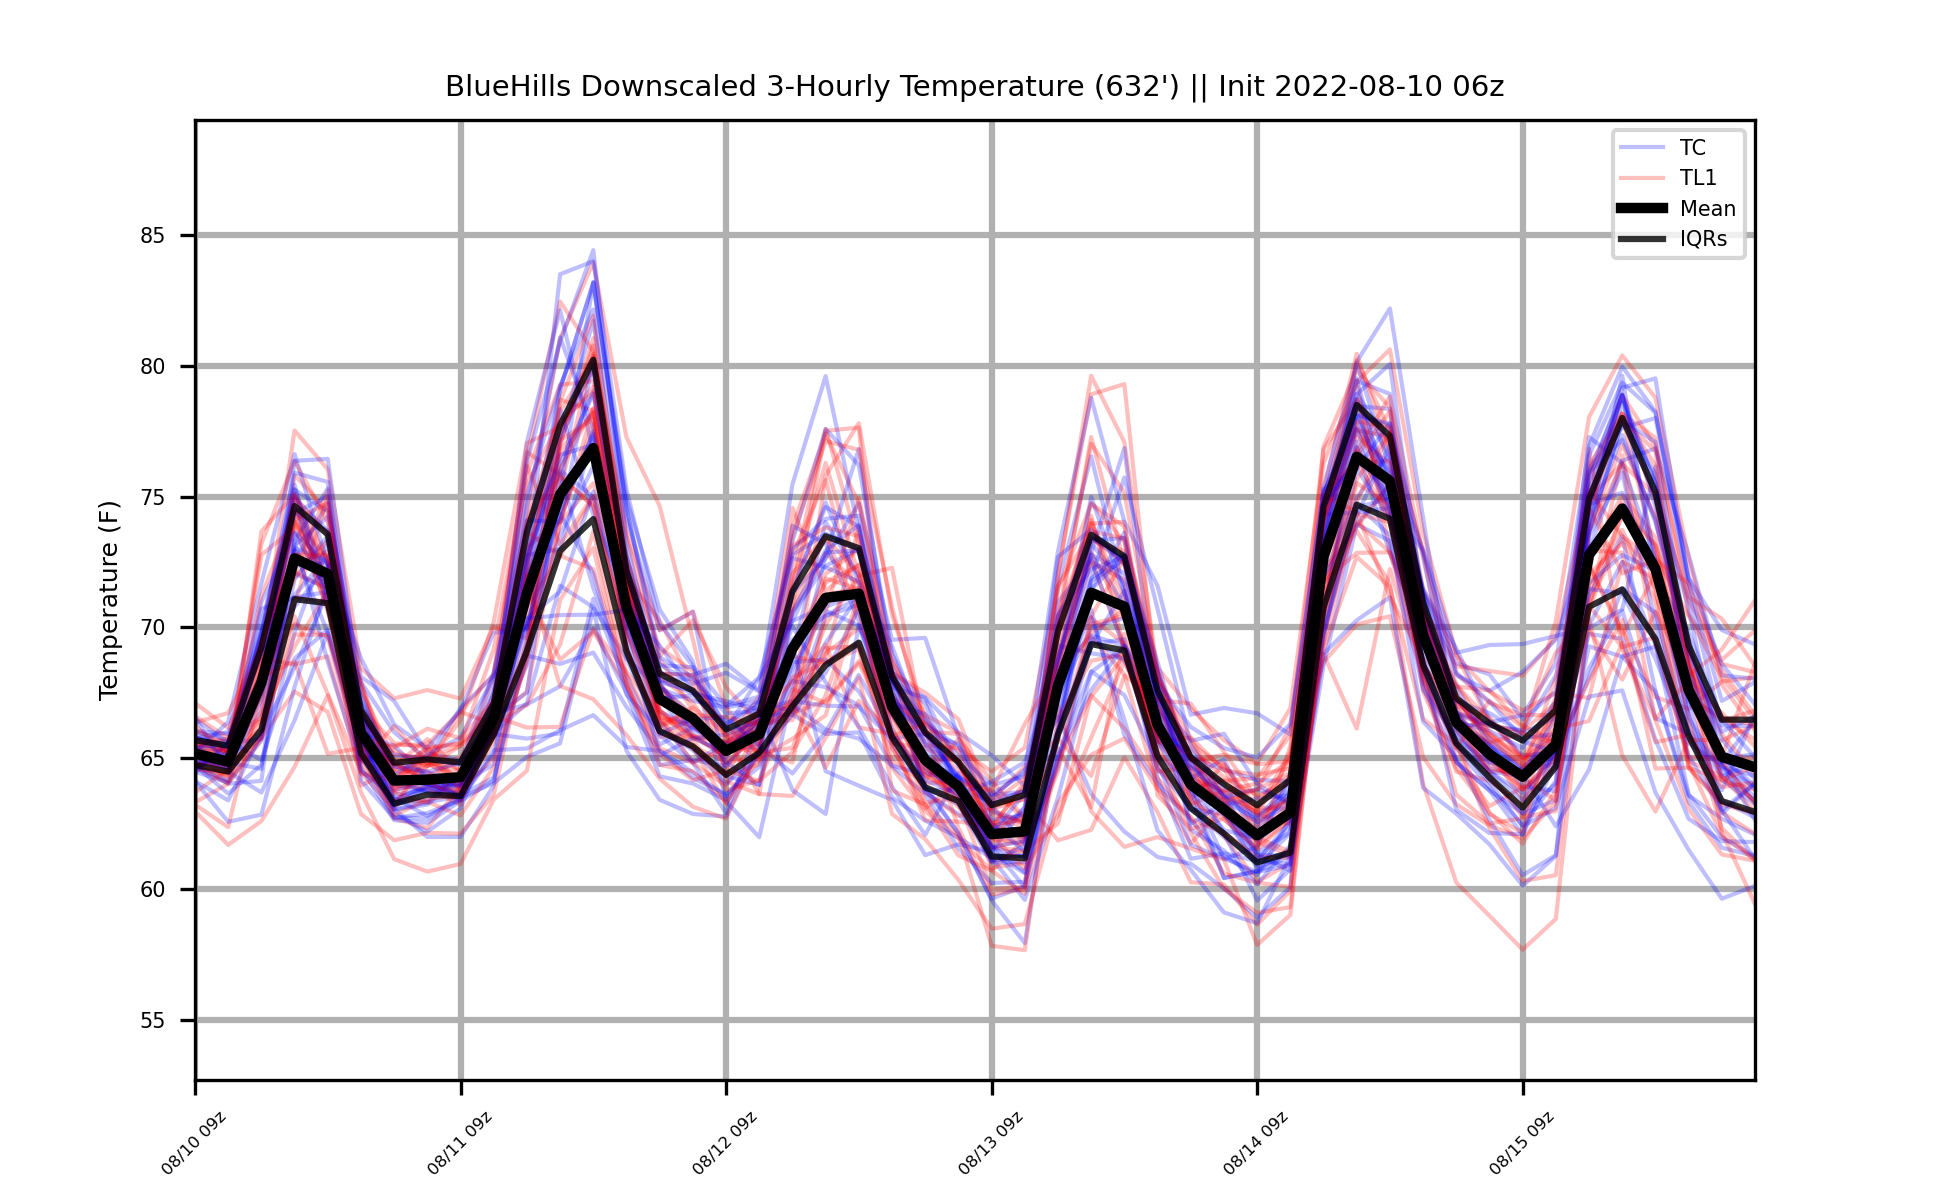 BlueHills Downscaled 3-Hourly Temperature (632') || Init 2022-08-10 06z
TC
TL1
Mean
IQRs
Temperature (F)
85
80
75
70
65
60
55
08/10 09z
08/11 09z
08/12 09z
08/13 09z
08/14 09z
08/15 09z